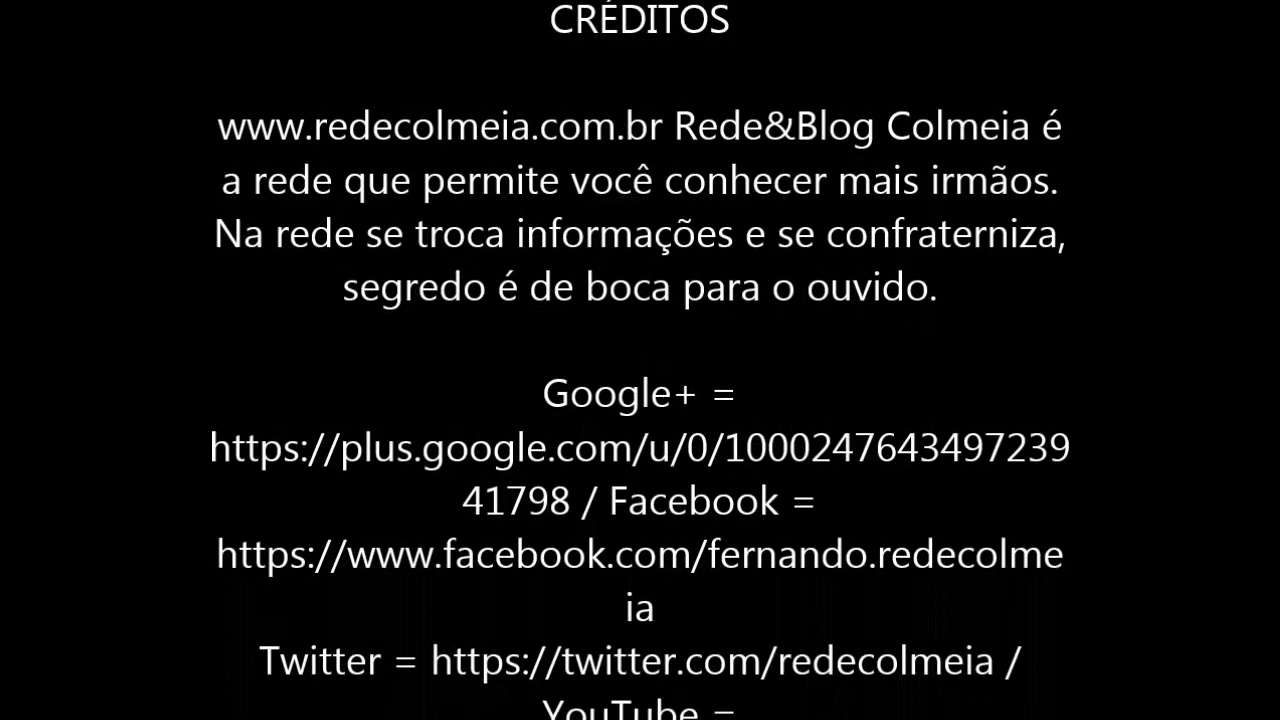 CRÉDITOS
www.redecolmeia.com.br Rede&Blog Colmeia é
a rede que permite você conhecer mais irmãos.
Na rede se troca informações e se confraterniza,
segredo é de boca para o ouvido.
Google+ =
https://plus.google.com/u/0/1000247643497239
41798 / Facebook =
https://www.facebook.com/fernando.redecolme
ia
Twitter = https://twitter.com/redecolmeia /
YouTube =